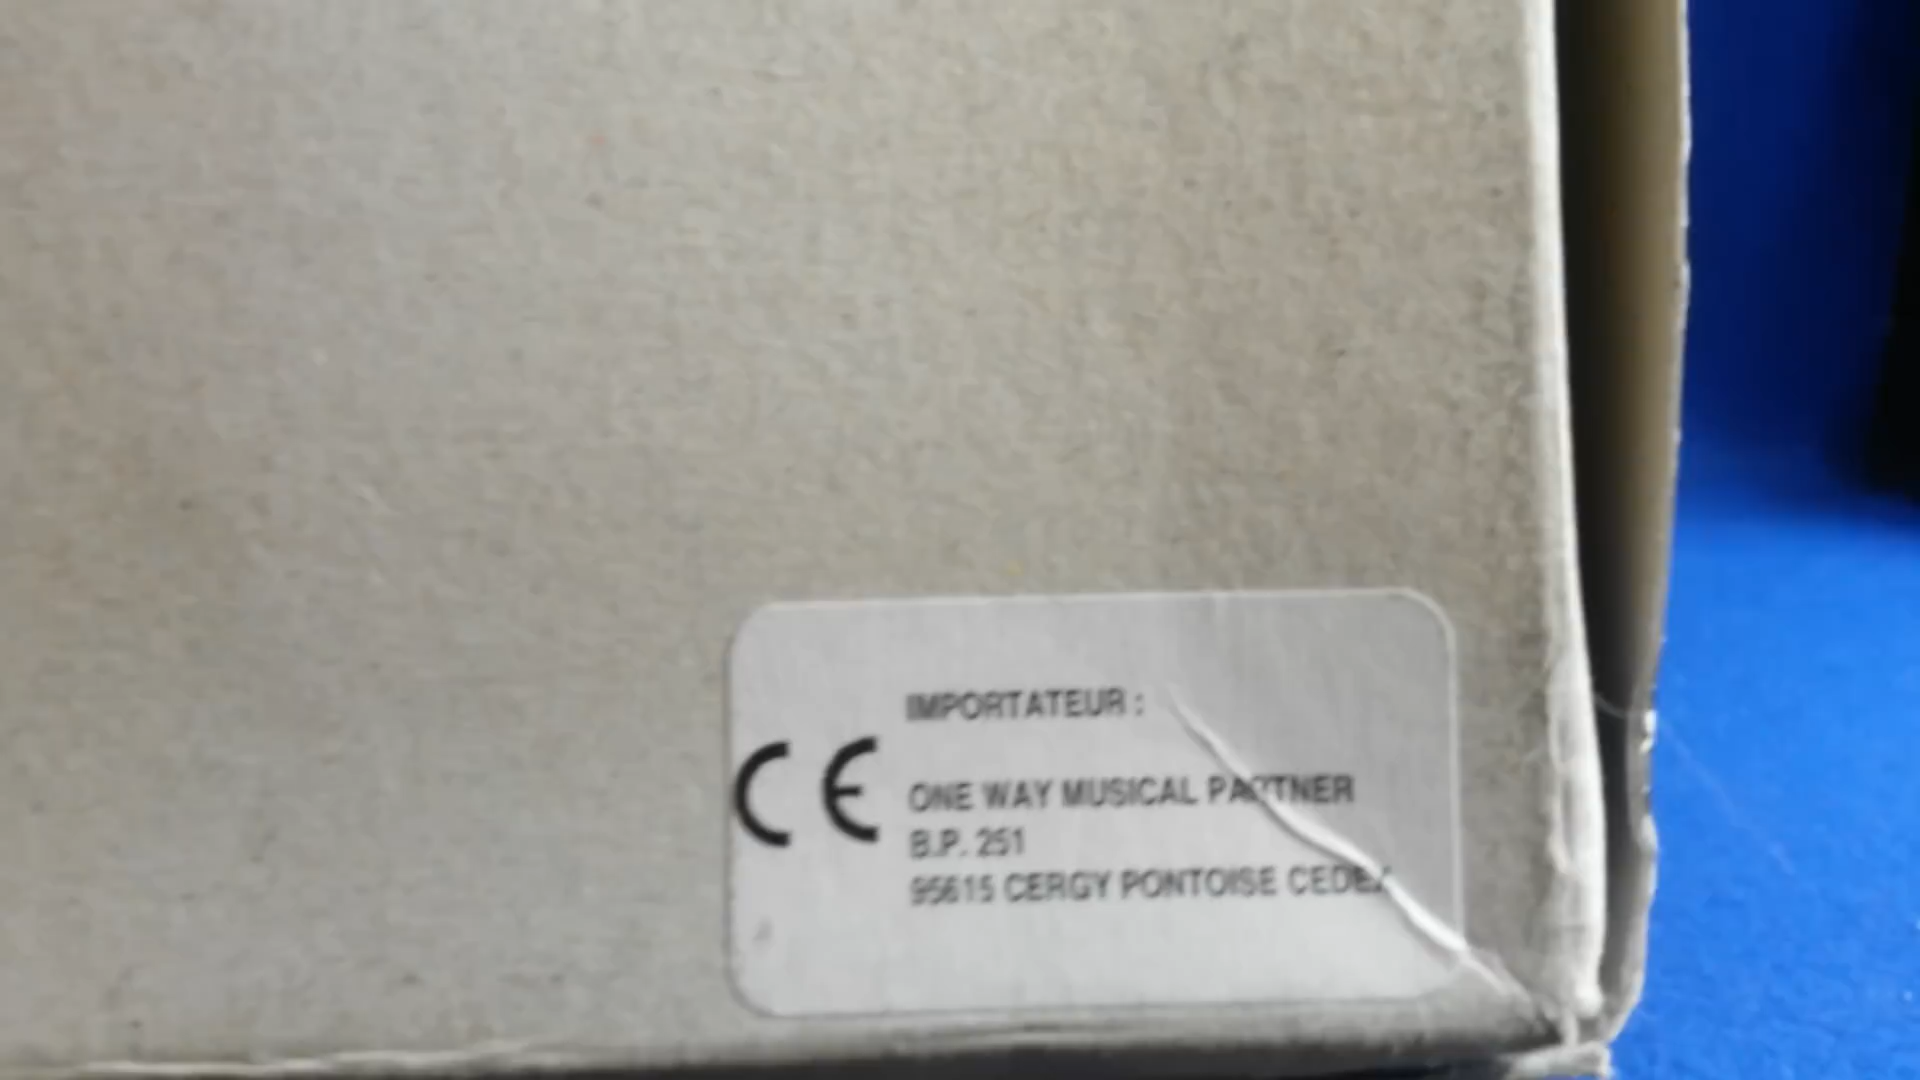 IMPORTATEUR :
CE
ONE WAY MUSICAL PARTNER
B.P. 251
95615 CERGY PONTOISE CEDEX